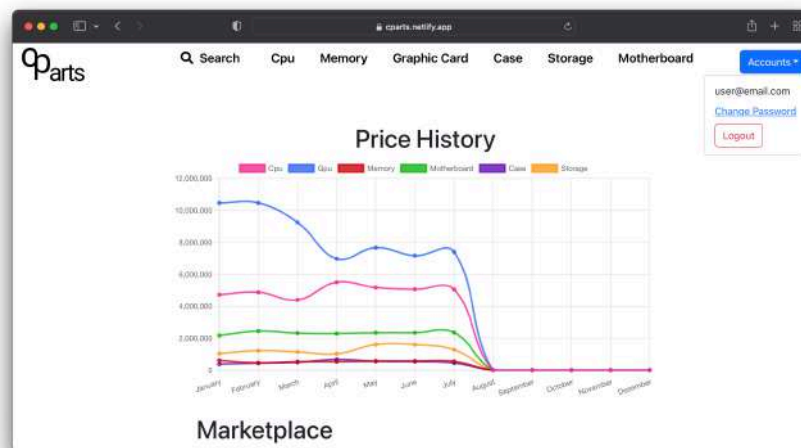 cparts.netlify.app
cparts
Search Cpu Memory Graphic Card Case Storage Motherboard
Accounts
user@email.com
Change Password
Logout
Price History
Cpu Gpu Memory Motherboard Case Storage
12,000,000
10,000,000
8,000,000
6,000,000
4,000,000
2,000,000
0
January February March April May June July August September October November December
Marketplace